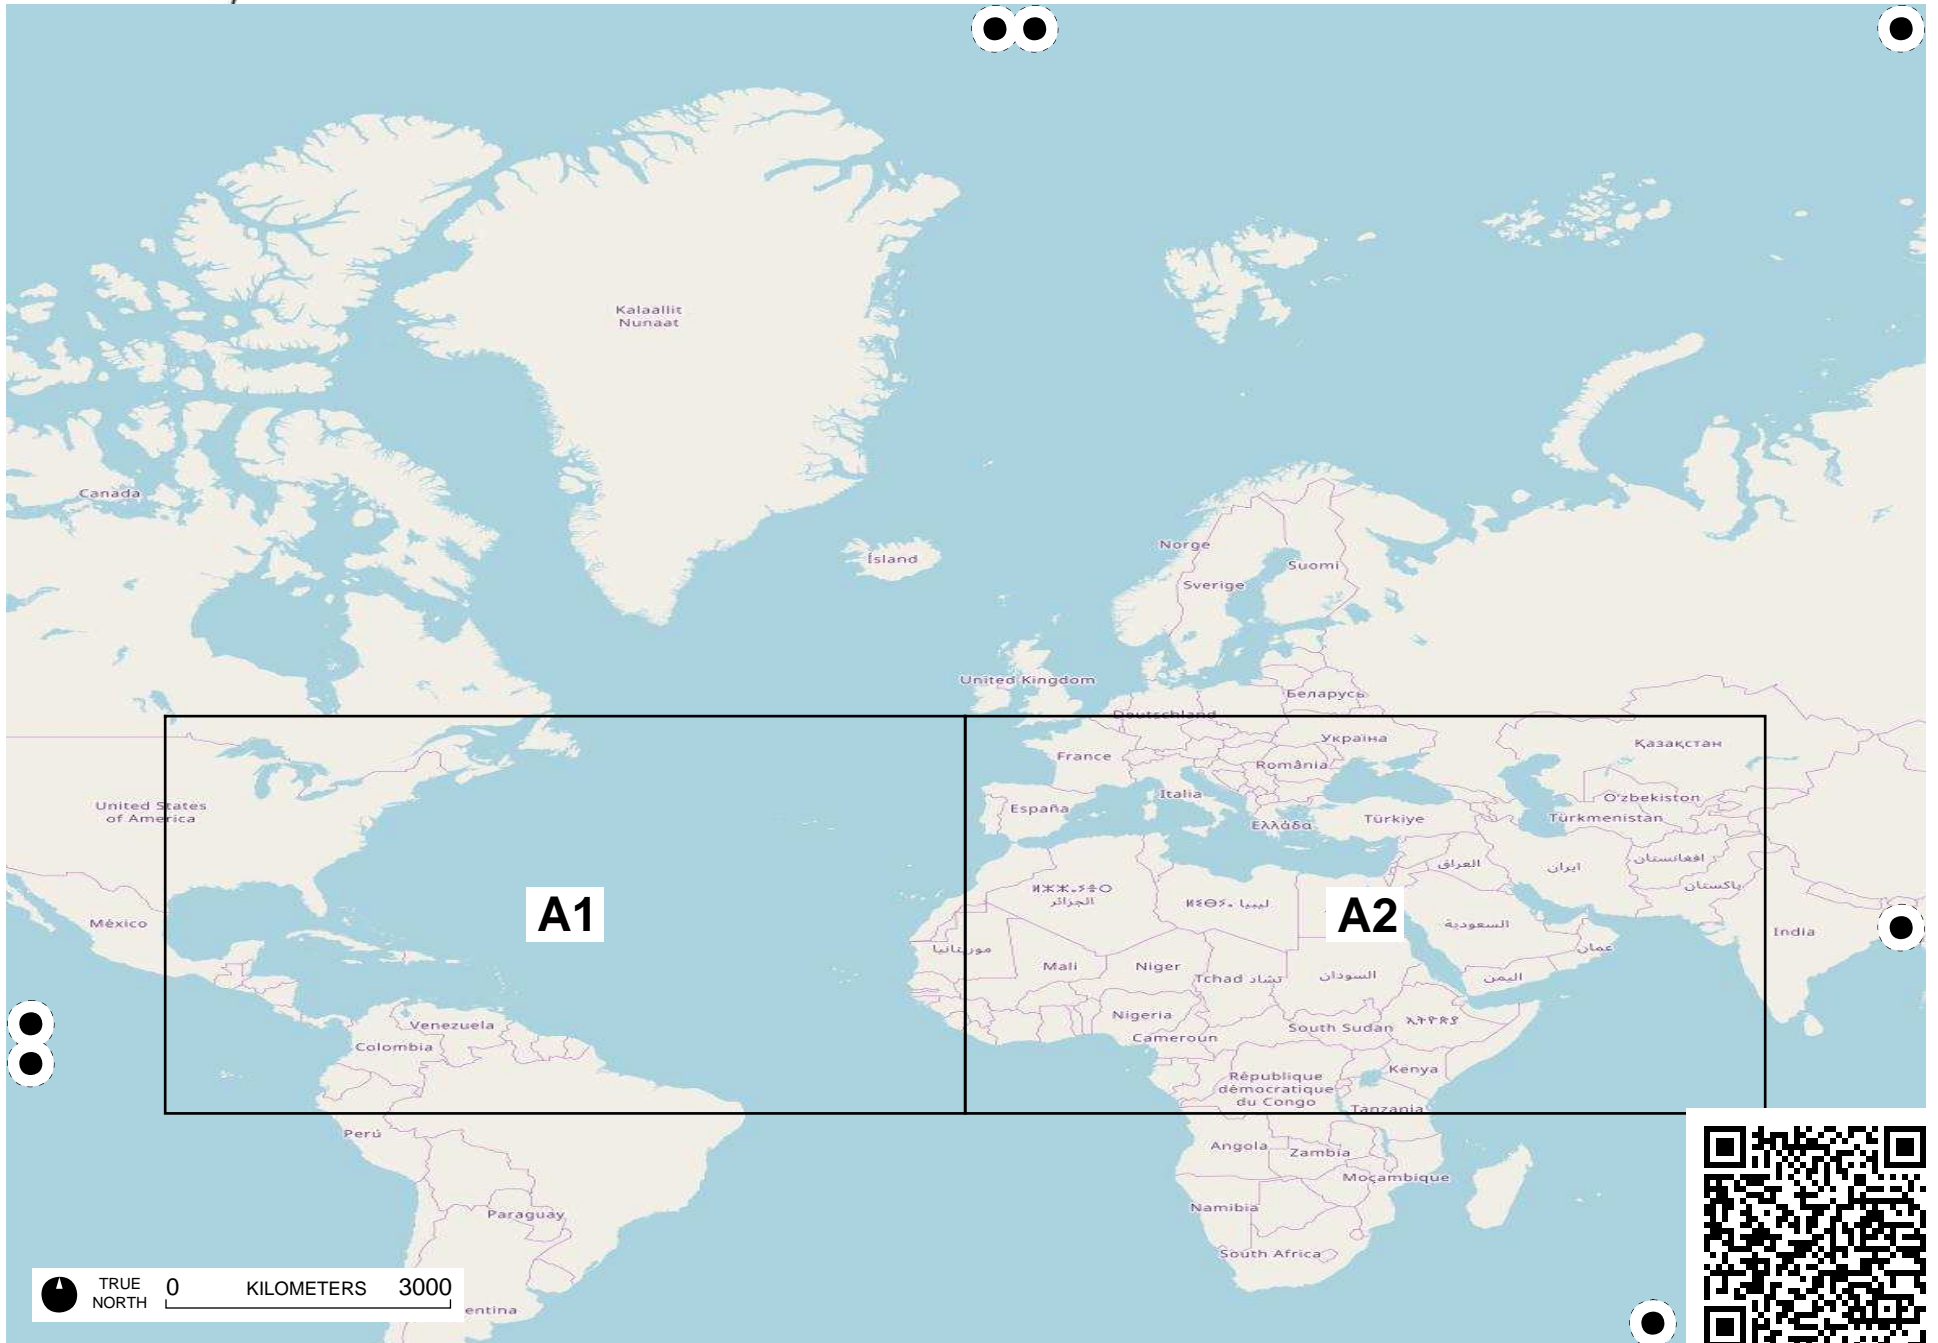 Kalaallit
Nunaat
Canada
Ísland
Norge
Suomi
Sverige
United Kingdom
Беларусь
Deutschland
Україна
Қазақстан
France
România
United States
of America
Italia
España
Oʻzbekiston
Türkiye
Türkmenistan
Ελλάδα
العراق
ایران
افغانستان
پاکستان
الجزائر
ليبيا
A1
A2
México
السعودية
India
موريتانيا
عمان
Mali
Niger
Tchad تشاد
السودان
اليمن
Nigeria
Venezuela
South Sudan
ኢትዮጵያ
Cameroun
Colombia
Kenya
République
démocratique
du Congo
Tanzania
Perú
Angola
Zambia
Moçambique
Paraguay
Namibia
South Africa
TRUE
NORTH
0 KILOMETERS 3000
entina